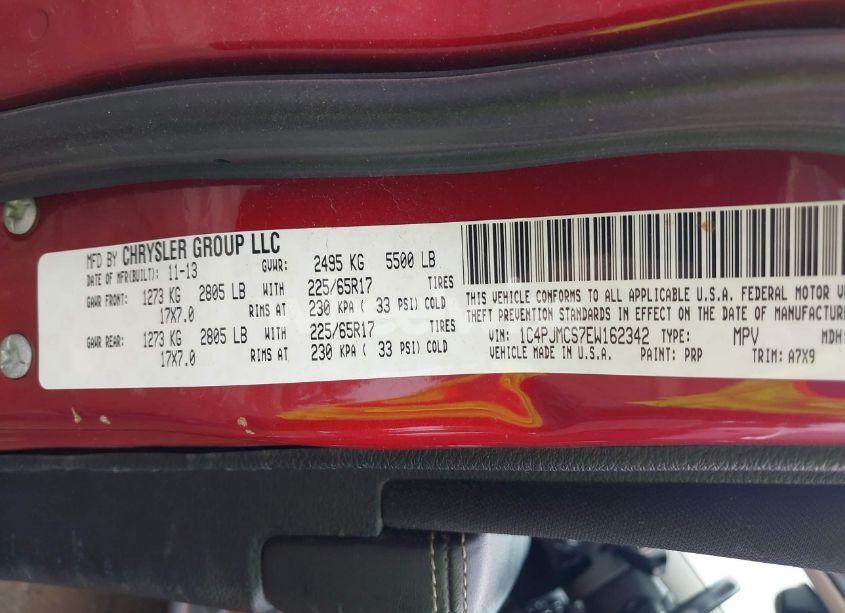 MFD BY CHRYSLER GROUP LLC
DATE OF MFR(BUILT): 11-13 GVWR: 2495 KG 5500 LB
GAWR FRONT: 1273 KG 2805 LB WITH 225/65R17 TIRES
17X7.0 RIMS AT 230 KPA ( 33 PSI) COLD
GAWR REAR: 1273 KG 2805 LB WITH 225/65R17 TIRES
17X7.0 RIMS AT 230 KPA ( 33 PSI) COLD
THIS VEHICLE CONFORMS TO ALL APPLICABLE U.S.A. FEDERAL MOTOR
THEFT PREVENTION STANDARDS IN EFFECT ON THE DATE OF MANUFACTUR
VIN: 1C4PJMCS7EW162342 TYPE: MPV MDH:
VEHICLE MADE IN U.S.A. PAINT: PRP TRIM: A7X9